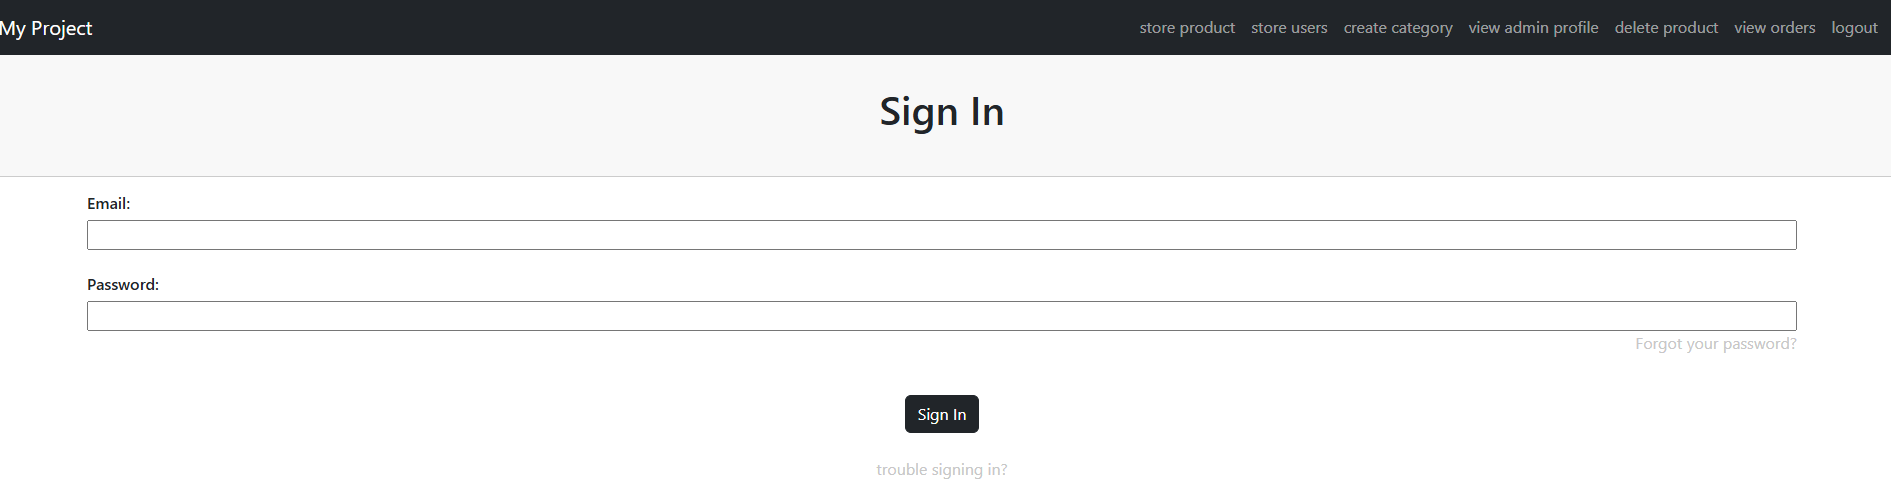 My Project store product store users create category view admin profile delete product view orders logout
Sign In
Email:
Password:
Forgot your password?
Sign In
trouble signing in?